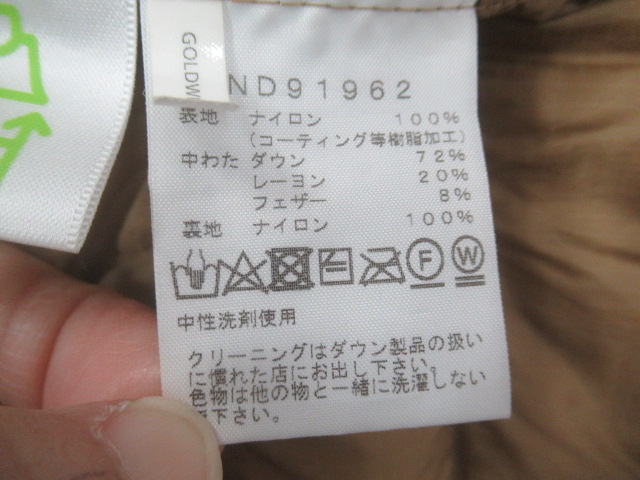 GOLDW
ND91962
表地 ナイロン 100%
(コーティング等樹脂加工)
中わた ダウン 72%
レーヨン 20%
フェザー 8%
裏地 ナイロン 100%
F W
中性洗剤使用
クリーニングはダウン製品の扱い
に慣れた店にお出し下さい。
色物は他の物と一緒に洗濯しない
下さい。